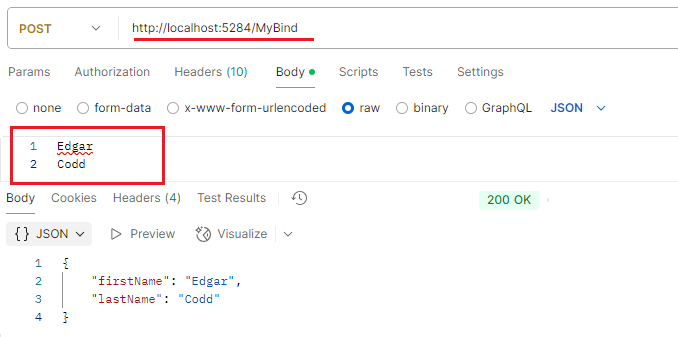 POST http://localhost:5284/MyBind
Params Authorization Headers (10) Body Scripts Tests Settings
none form-data x-www-form-urlencoded raw binary GraphQL JSON
1 Edgar
2 Codd
Body Cookies Headers (4) Test Results 200 OK
{} JSON Preview Visualize
1 {
2 "firstName": "Edgar",
3 "lastName": "Codd"
4 }